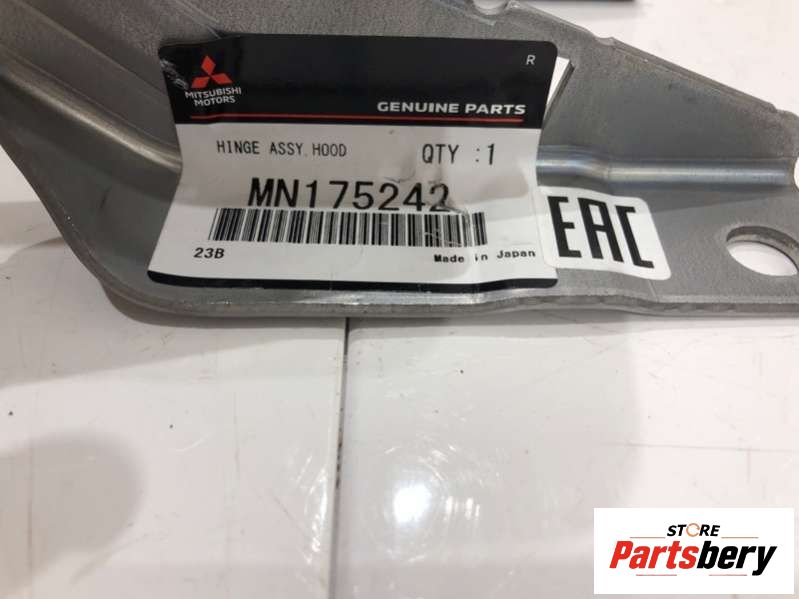 R
MITSUBISHI
MOTORS
GENUINE PARTS
HINGE ASSY,HOOD QTY :1
MN175242
23B Made in Japan
EAC
STORE
Partsbery